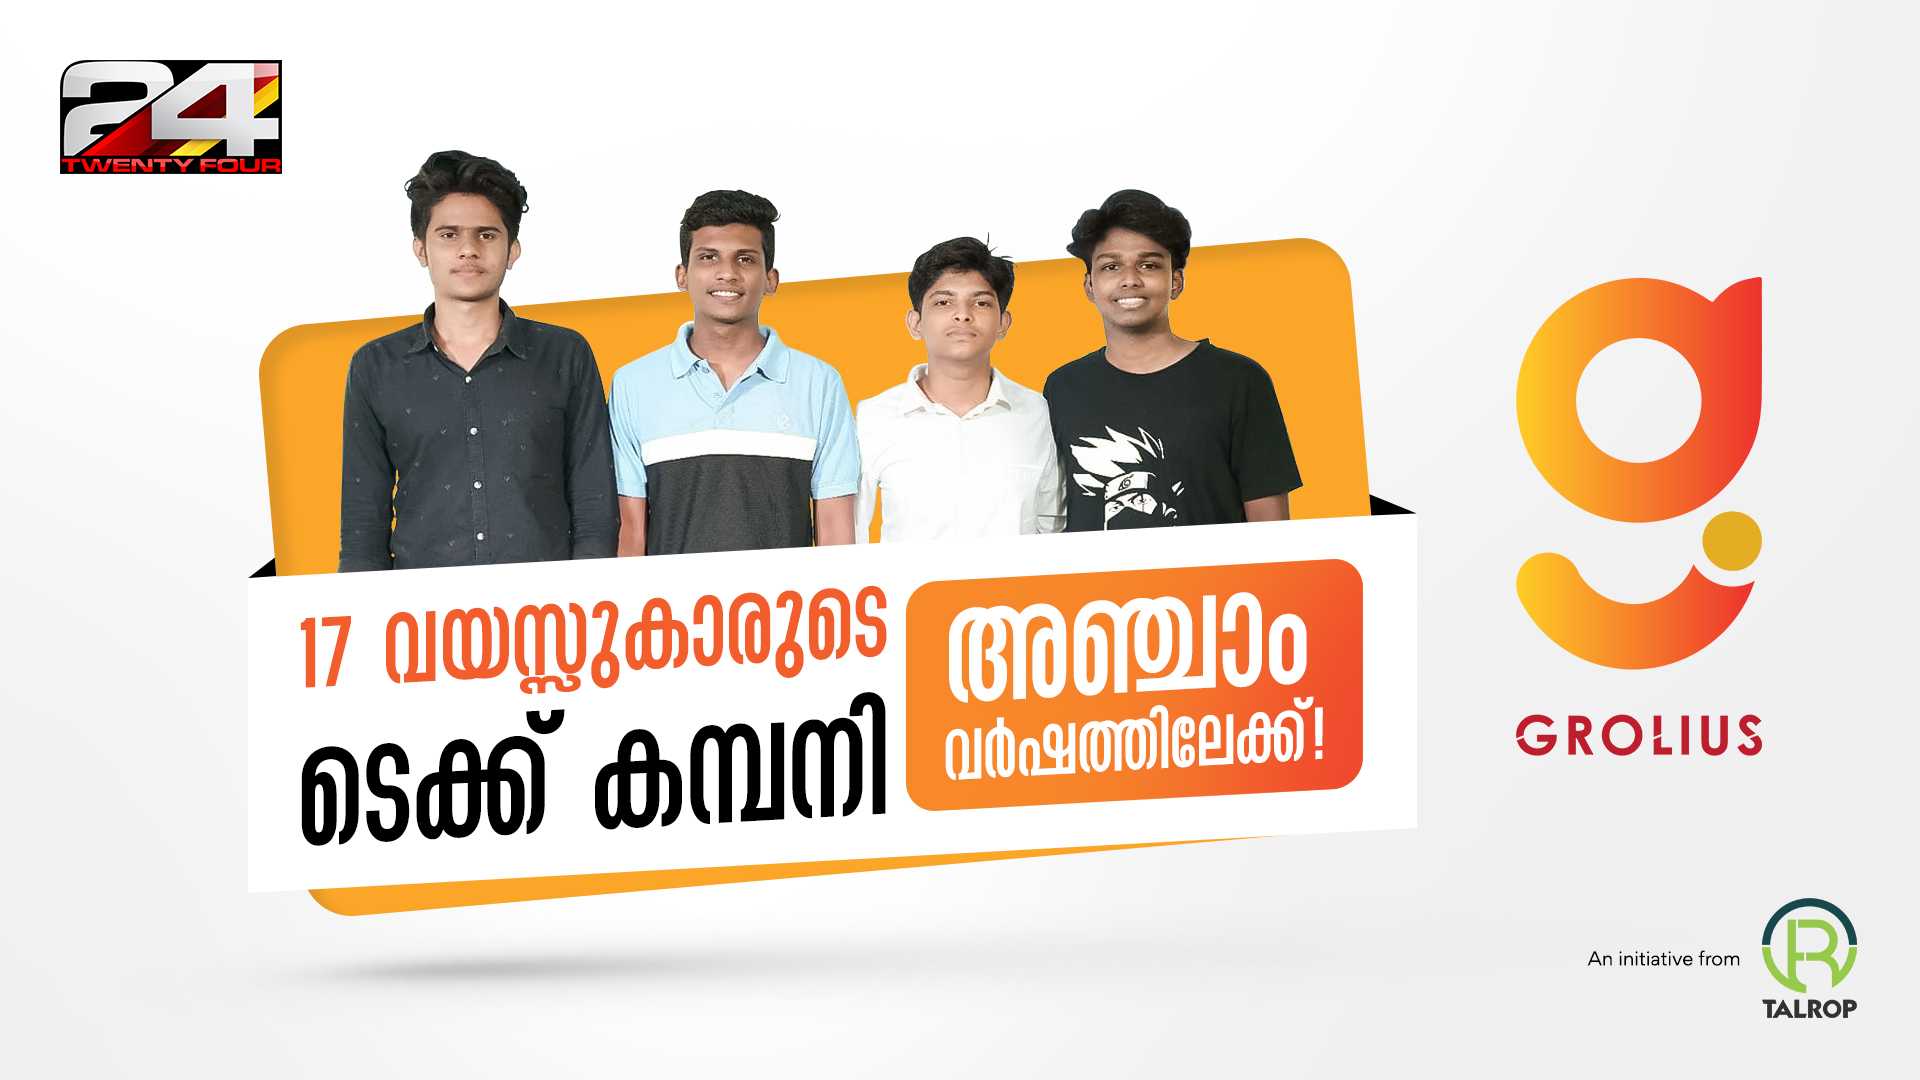 24
TWENTY FOUR
17 വയസ്സുകാരുടെ
ടെക്ക് കമ്പനി
അഞ്ചാം
വർഷത്തിലേക്ക്!
g
GROLIUS
An initiative from
TALROP